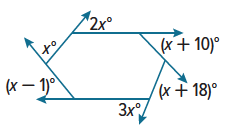 2x°
x°
(x + 10)°
(x − 1)°
(x + 18)°
3x°